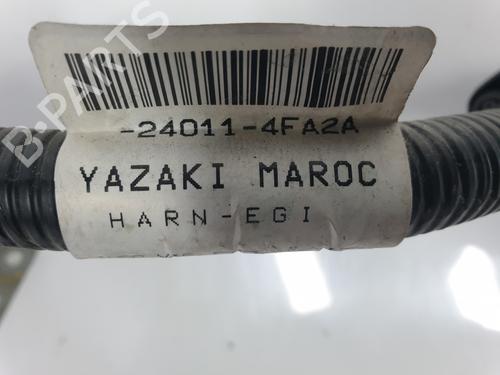 B-PARTS
-24011-4FA2A
YAZAKI MAROC
HARN-EGI